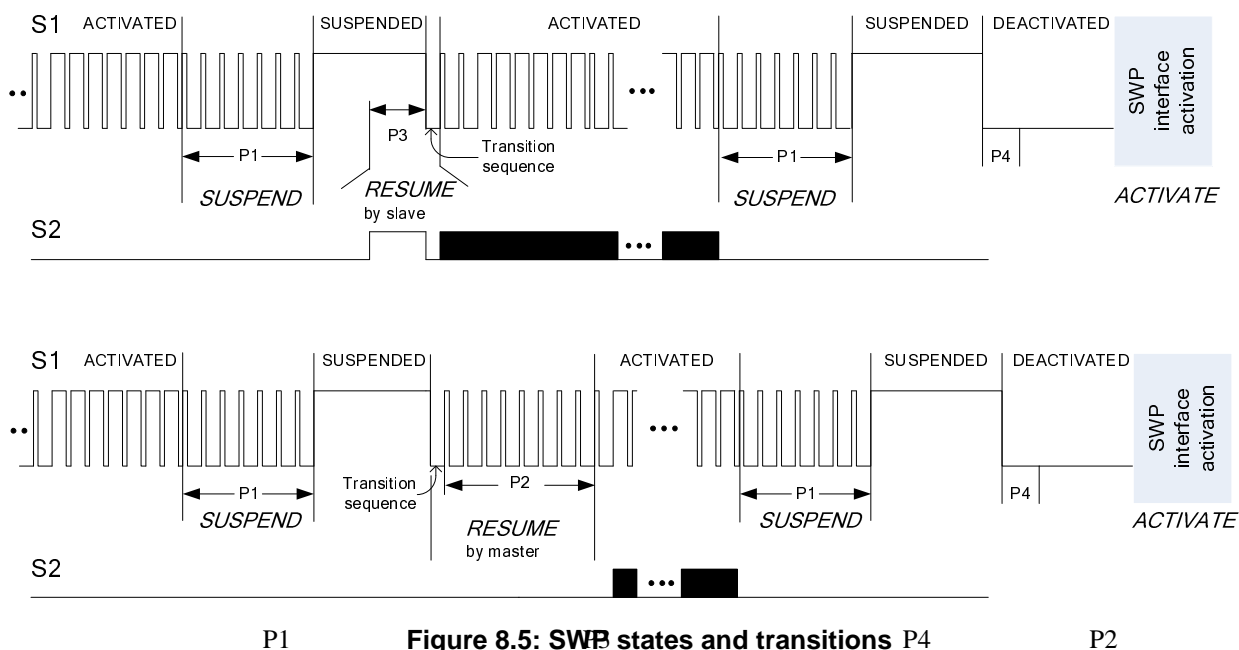 S1 ACTIVATED SUSPENDED ACTIVATED SUSPENDED DEACTIVATED
SWP interface activation
P3
Transition sequence
P1 P1 P4
SUSPEND RESUME SUSPEND ACTIVATE
by slave
S2
S1 ACTIVATED SUSPENDED ACTIVATED SUSPENDED DEACTIVATED
SWP interface activation
Transition sequence
P1 P2 P1 P4
SUSPEND RESUME SUSPEND ACTIVATE
by master
S2
P1 Figure 8.5: SWP states and transitions P4 P2
P3